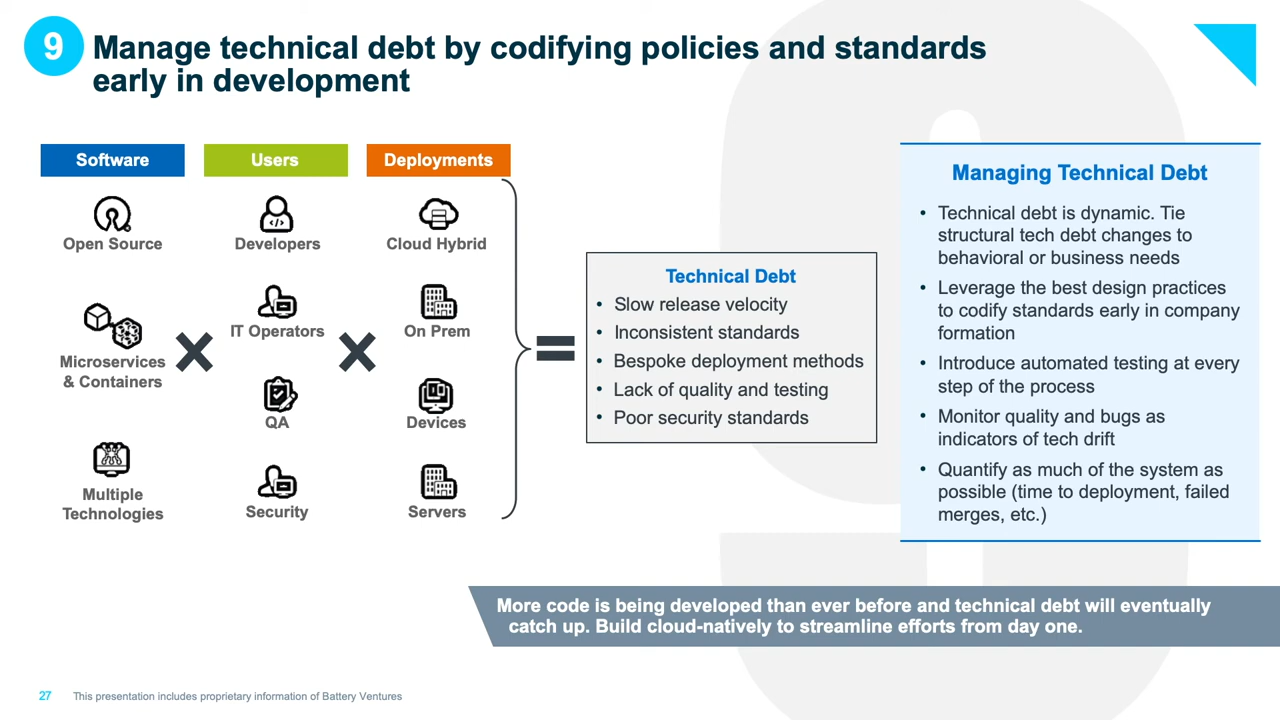 9
Manage technical debt by codifying policies and standards
early in development
Software
Open Source
Microservices
& Containers
Multiple
Technologies
Users
Developers
IT Operators
QA
Security
Deployments
Cloud Hybrid
On Prem
Devices
Servers
Technical Debt
• Slow release velocity
• Inconsistent standards
• Bespoke deployment methods
• Lack of quality and testing
• Poor security standards
Managing Technical Debt
• Technical debt is dynamic. Tie
structural tech debt changes to
behavioral or business needs
• Leverage the best design practices
to codify standards early in company
formation
• Introduce automated testing at every
step of the process
• Monitor quality and bugs as
indicators of tech drift
• Quantify as much of the system as
possible (time to deployment, failed
merges, etc.)
More code is being developed than ever before and technical debt will eventually
catch up. Build cloud-natively to streamline efforts from day one.
27 This presentation includes proprietary information of Battery Ventures